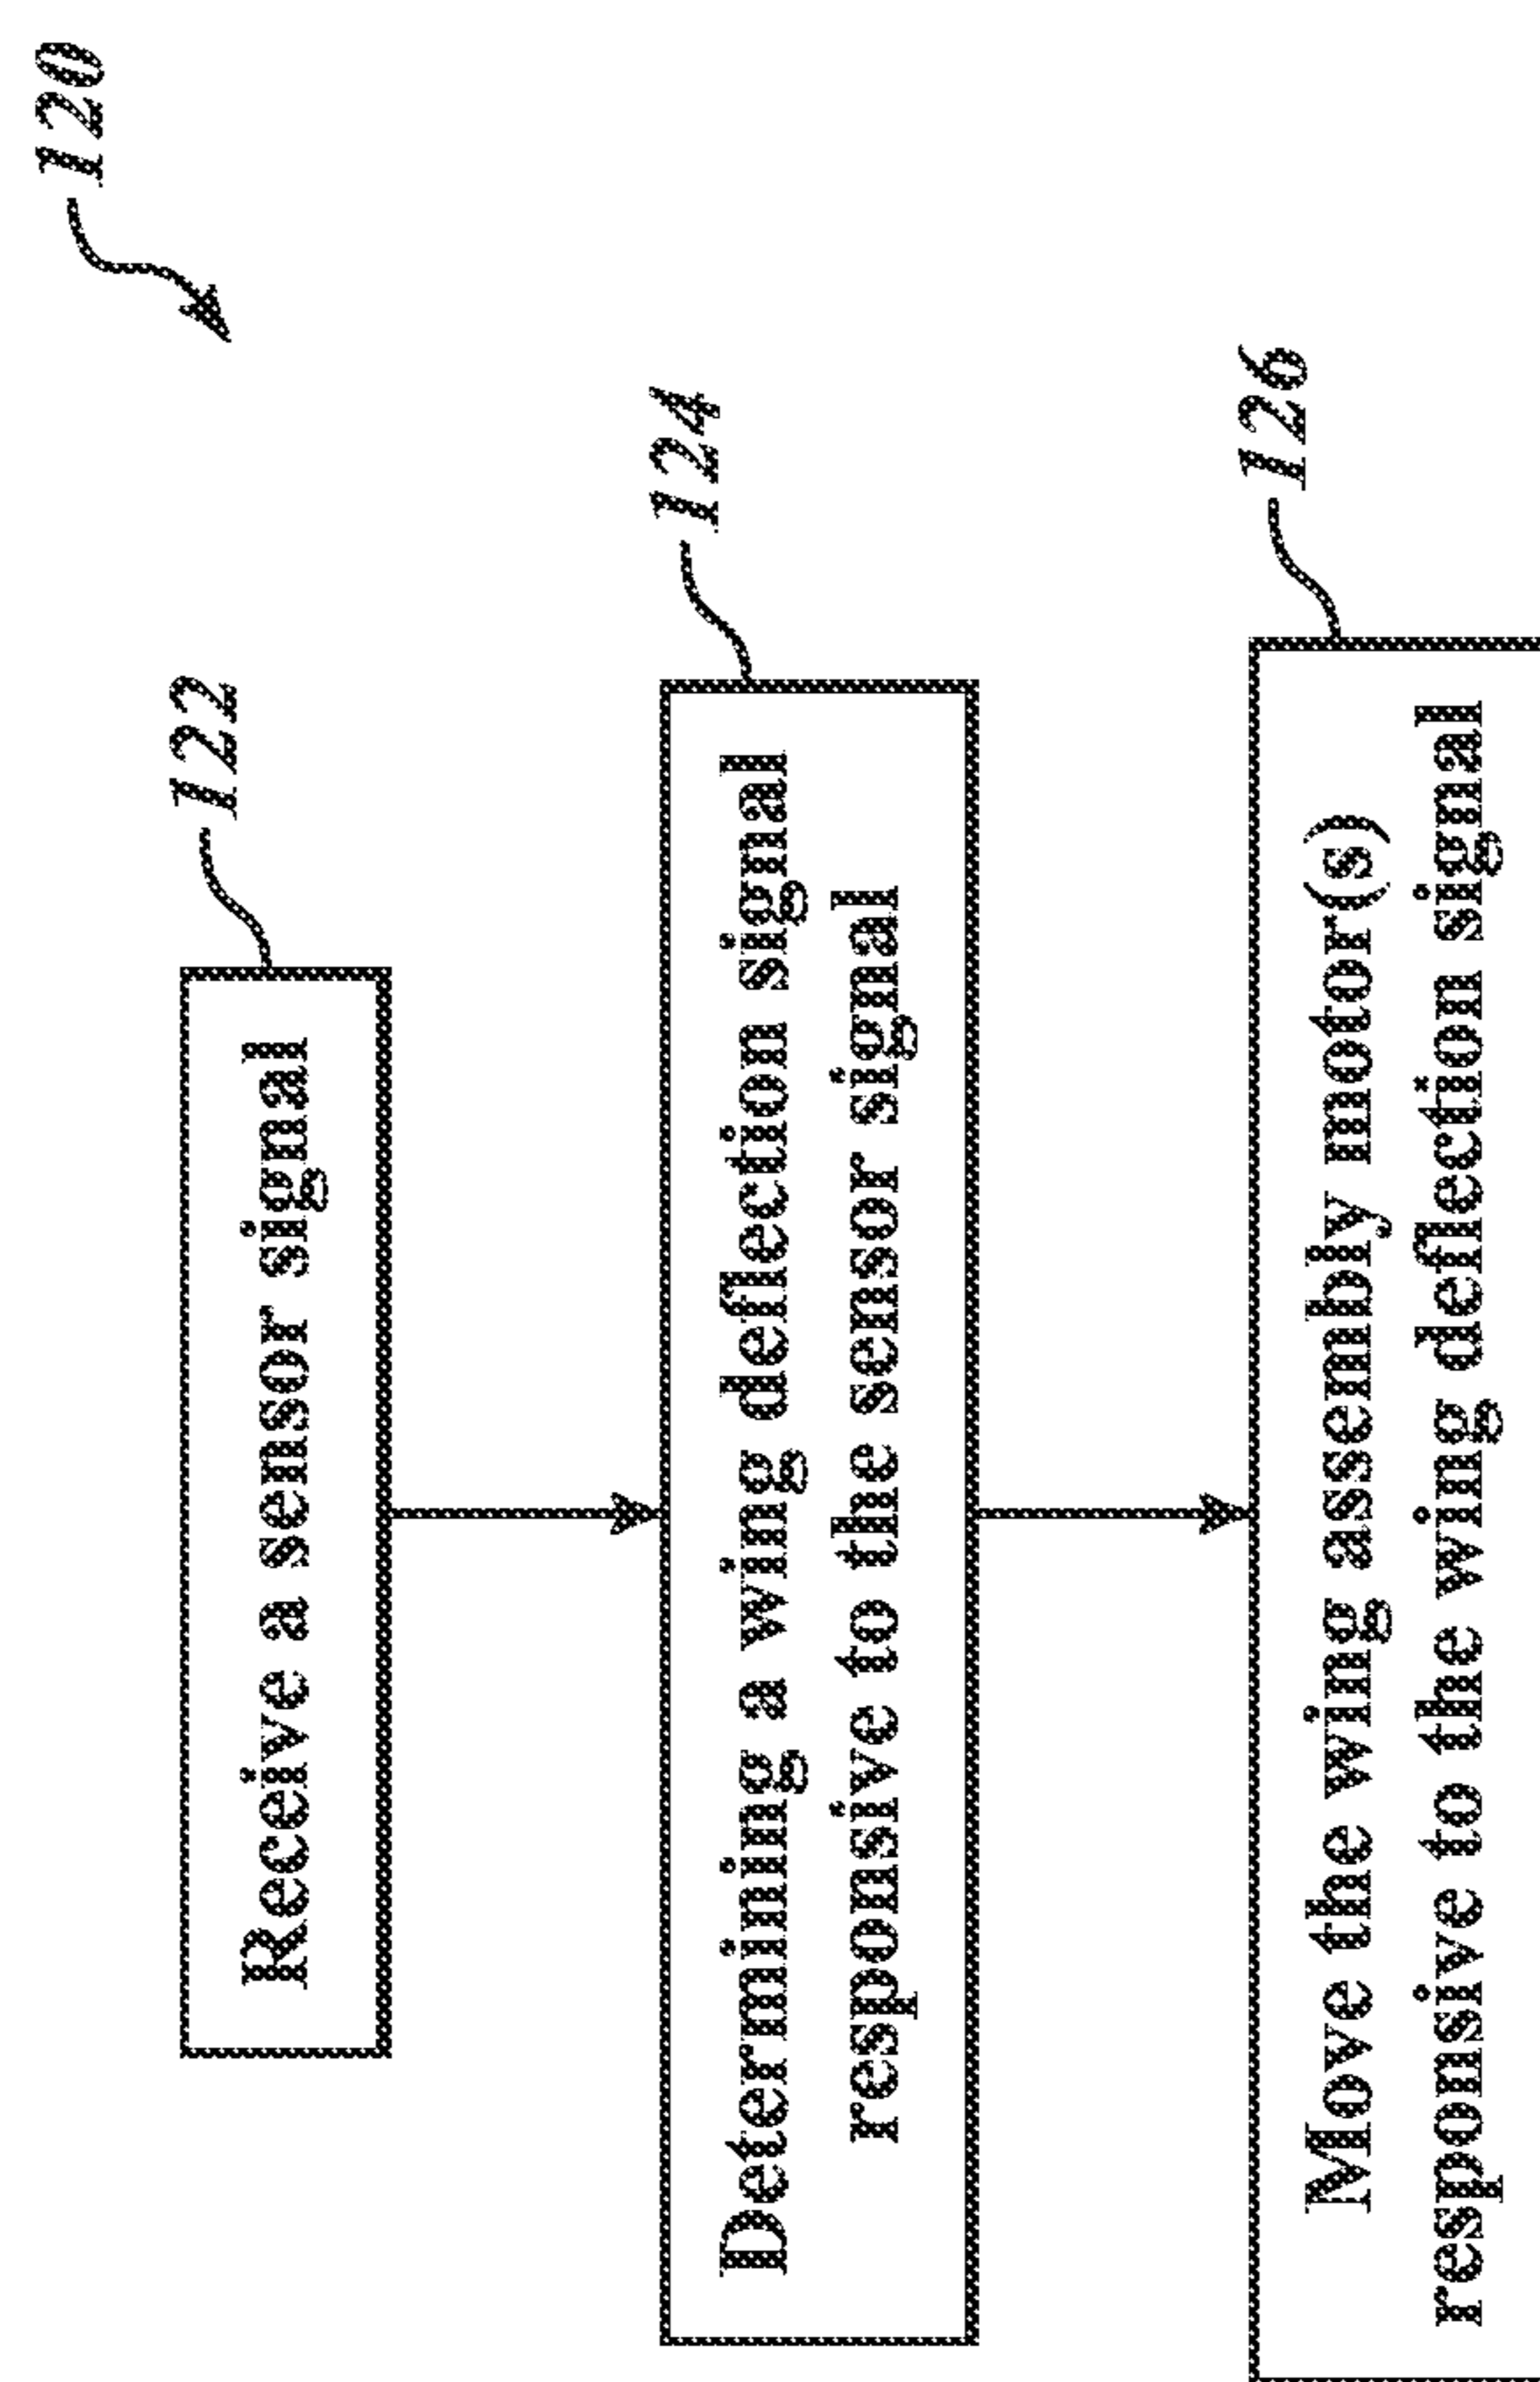 120
122
Receive a sensor signal
124
Determining a wing deflection signal
responsive to the sensor signal
126
Move the wing assembly motor(s)
responsive to the wing deflection signal